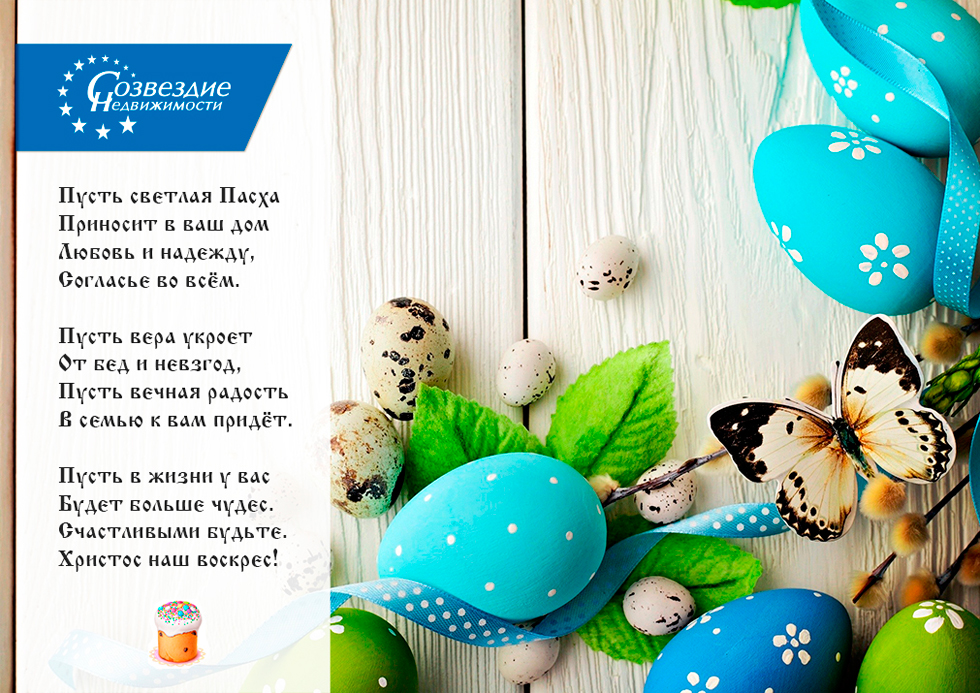 Созвездие
Недвижимости
Пусть светлая Пасха
Приносит в ваш дом
Любовь и надежду,
Согласье во всём.
Пусть вера укроет
От бед и невзгод,
Пусть вечная радость
В семью к вам придёт.
Пусть в жизни у вас
Будет больше чудес.
Счастливыми будьте.
Христос наш воскрес!